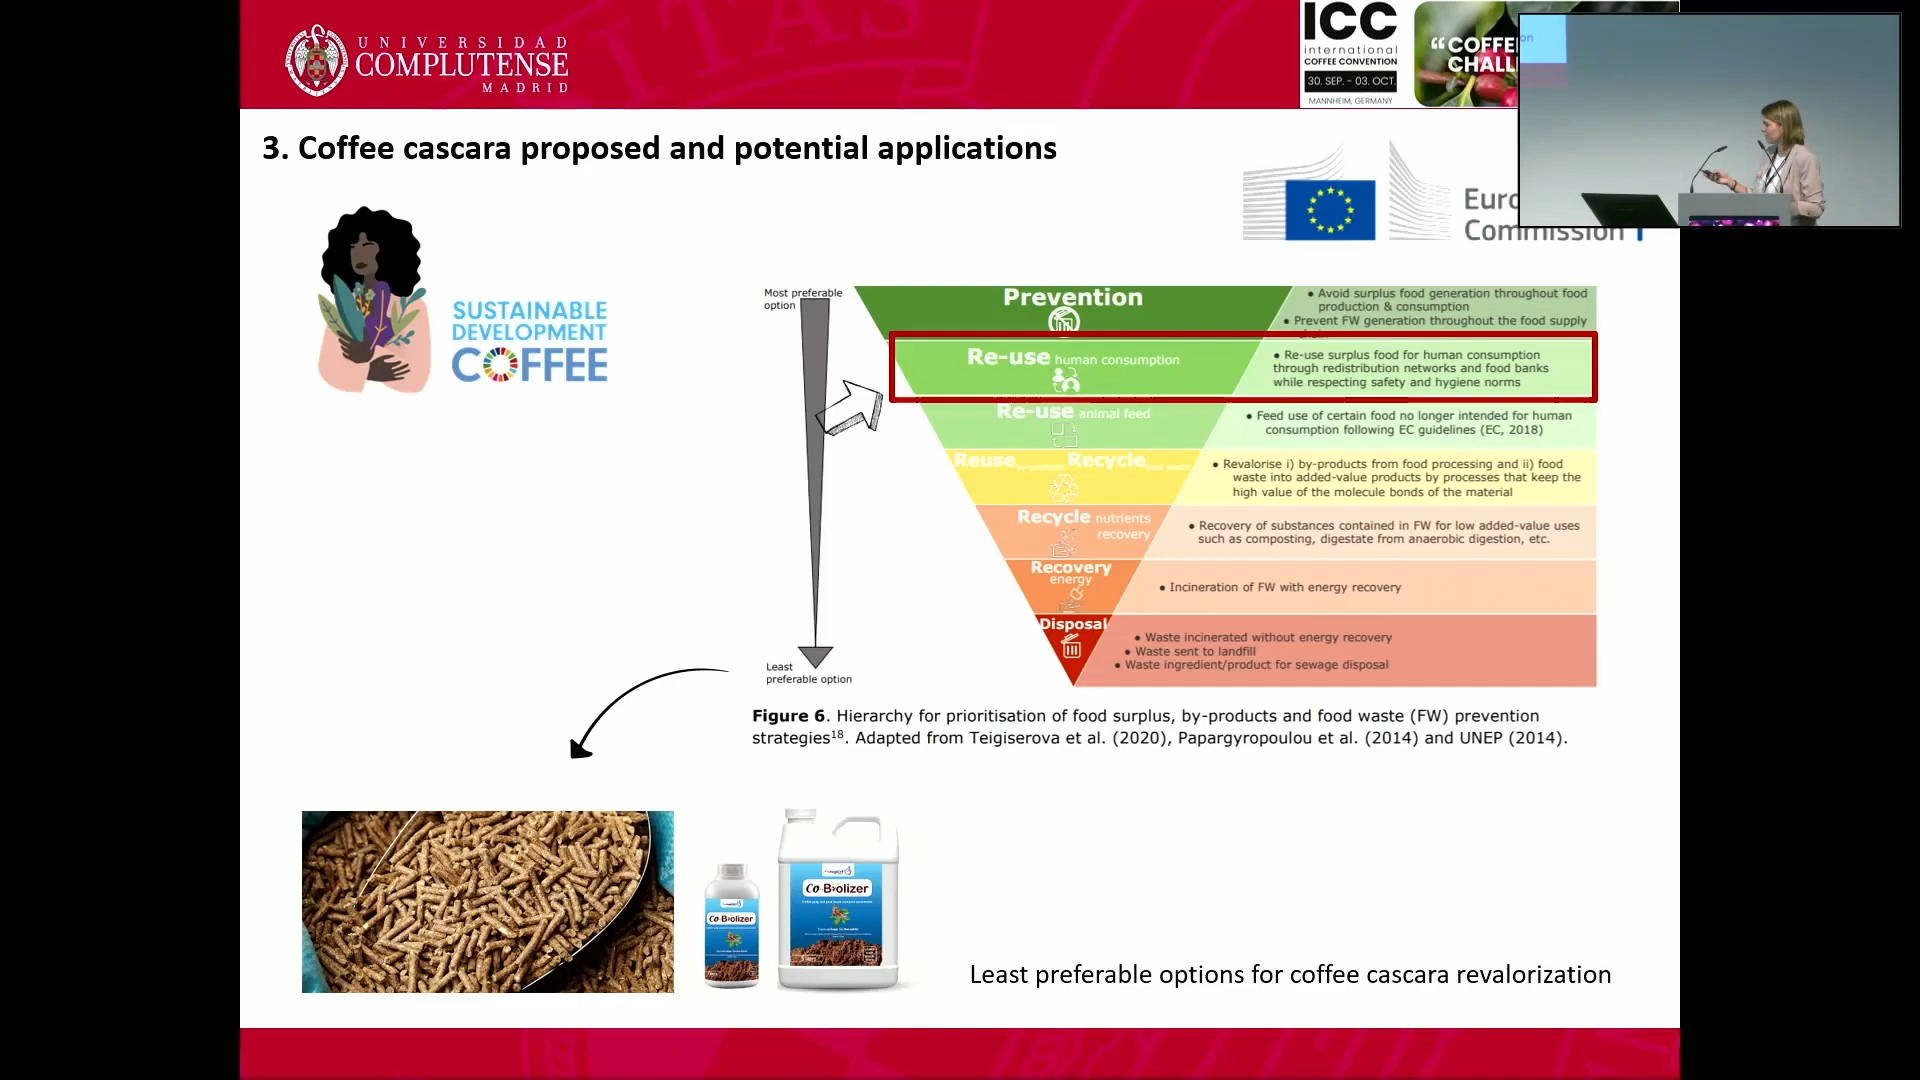 UNIVERSIDAD
COMPLUTENSE
MADRID
ICC
international
COFFEE CONVENTION
30. SEP. - 03. OCT.
MANNHEIM, GERMANY
“COFFE
CHALL
on
3. Coffee cascara proposed and potential applications
SUSTAINABLE
DEVELOPMENT
COFFEE
Euro
Commission
Most preferable
option
Prevention
• Avoid surplus food generation throughout food
production & consumption
• Prevent FW generation throughout the food supply
Re-use human consumption
• Re-use surplus food for human consumption
through redistribution networks and food banks
while respecting safety and hygiene norms
Re-use animal feed
• Feed use of certain food no longer intended for human
consumption following EC guidelines (EC, 2018)
Reuse Recycle
• Revalorise i) by-products from food processing and ii) food
waste into added-value products by processes that keep the
high value of the molecule bonds of the material
Recycle nutrients
recovery
• Recovery of substances contained in FW for low added-value uses
such as composting, digestate from anaerobic digestion, etc.
Recovery
energy
• Incineration of FW with energy recovery
Disposal
• Waste incinerated without energy recovery
• Waste sent to landfill
• Waste ingredient/product for sewage disposal
Least
preferable option
Figure 6. Hierarchy for prioritisation of food surplus, by-products and food waste (FW) prevention
strategies18. Adapted from Teigiserova et al. (2020), Papargyropoulou et al. (2014) and UNEP (2014).
Co-Biolizer
Co-Biolizer
Least preferable options for coffee cascara revalorization